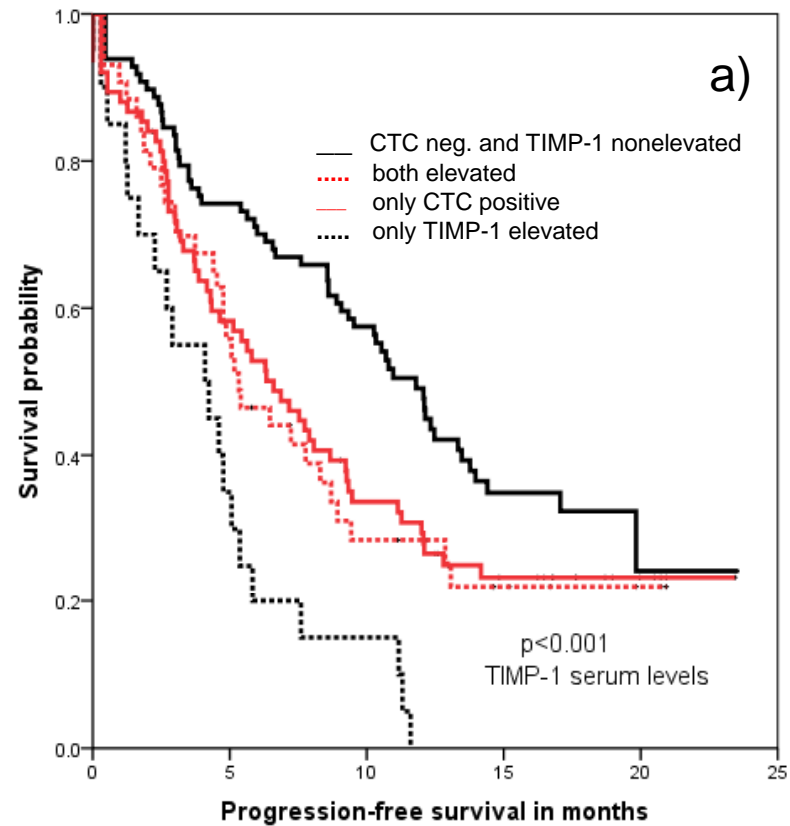 a)
CTC neg. and TIMP-1 nonelevated
both elevated
only CTC positive
only TIMP-1 elevated
Survival probability
1.0
0.8
0.6
0.4
0.2
0.0
p<0.001
TIMP-1 serum levels
0 5 10 15 20 25
Progression-free survival in months